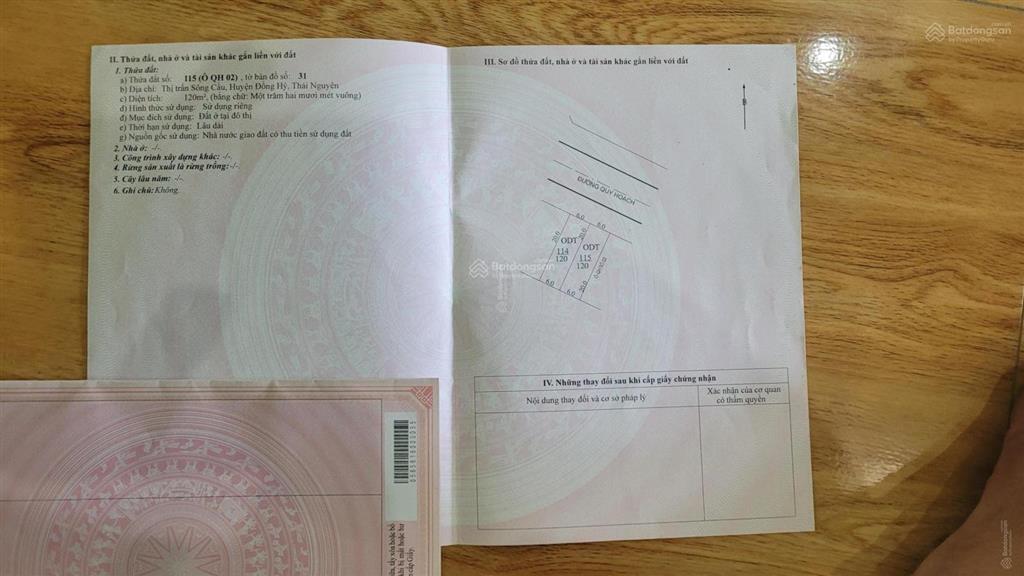 II. Thửa đất, nhà ở và tài sản khác gắn liền với đất
1. Thửa đất:
a) Thửa đất số: 115 (Ô QH 02) , tờ bản đồ số: 31
b) Địa chỉ: Thị trấn Sông Cầu, Huyện Đồng Hỷ, Thái Nguyên
c) Diện tích: 120m², (bằng chữ: Một trăm hai mươi mét vuông)
d) Hình thức sử dụng: Sử dụng riêng
đ) Mục đích sử dụng: Đất ở tại đô thị
e) Thời hạn sử dụng: Lâu dài
g) Nguồn gốc sử dụng: Nhà nước giao đất có thu tiền sử dụng đất
2. Nhà ở: -/-.
3. Công trình xây dựng khác: -/-.
4. Rừng sản xuất là rừng trồng:-/-.
5. Cây lâu năm: -/-.
6. Ghi chú: Không.
III. Sơ đồ thửa đất, nhà ở và tài sản khác gắn liền với đất
B
ĐƯỜNG QUY HOẠCH
6.0
6.0
20.0
20.0
ODT
114
120
ODT
115
120
6.0
6.0
20.0
IV. Những thay đổi sau khi cấp giấy chứng nhận
Nội dung thay đổi và cơ sở pháp lý
Xác nhận của cơ quan
có thẩm quyền
Batdongsan
by PropertyGuru
Batdongsan